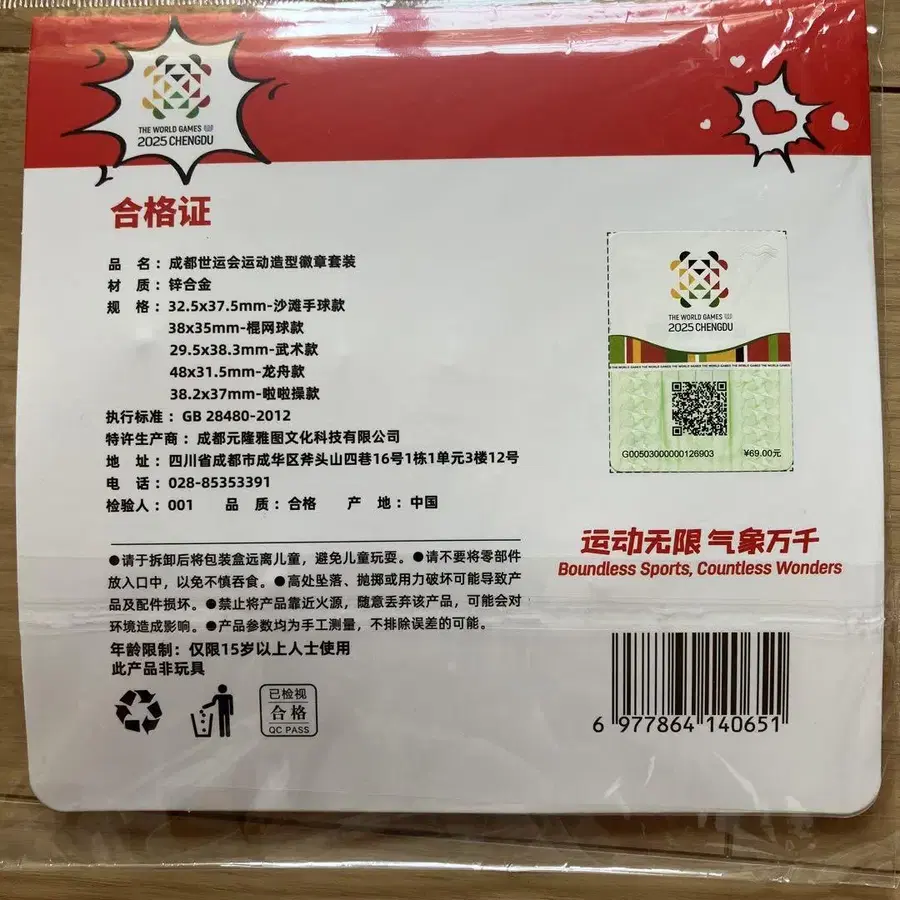 THE WORLD GAMES
2025 CHENGDU
合格证
品 名：成都世运会运动造型徽章套装
材 质：锌合金
规 格：32.5x37.5mm-沙滩手球款
38x35mm-棍网球款
29.5x38.3mm-武术款
48x31.5mm-龙舟款
38.2x37mm-啦啦操款
执行标准：GB 28480-2012
特许生产商：成都元隆雅图文化科技有限公司
地 址：四川省成都市成华区斧头山四巷16号1栋1单元3楼12号
电 话：028-85353391
检验人：001 品 质：合格 产 地：中国
●请于拆卸后将包装盒远离儿童，避免儿童玩耍。●请不要将零部件
放入口中，以免不慎吞食。●高处坠落、抛掷或用力破坏可能导致产
品及配件损坏。●禁止将产品靠近火源，随意丢弃该产品，可能会对
环境造成影响。●产品参数均为手工测量，不排除误差的可能。
年龄限制：仅限15岁以上人士使用
此产品非玩具
已检视
合格
QC PASS
THE WORLD GAMES
2025 CHENGDU
THE WORLD GAMES THE WORLD GAMES THE WORLD GAMES THE WORLD GAMES
G00503000000126903 ¥69.00元
运动无限 气象万千
Boundless Sports, Countless Wonders
6 977864 140651